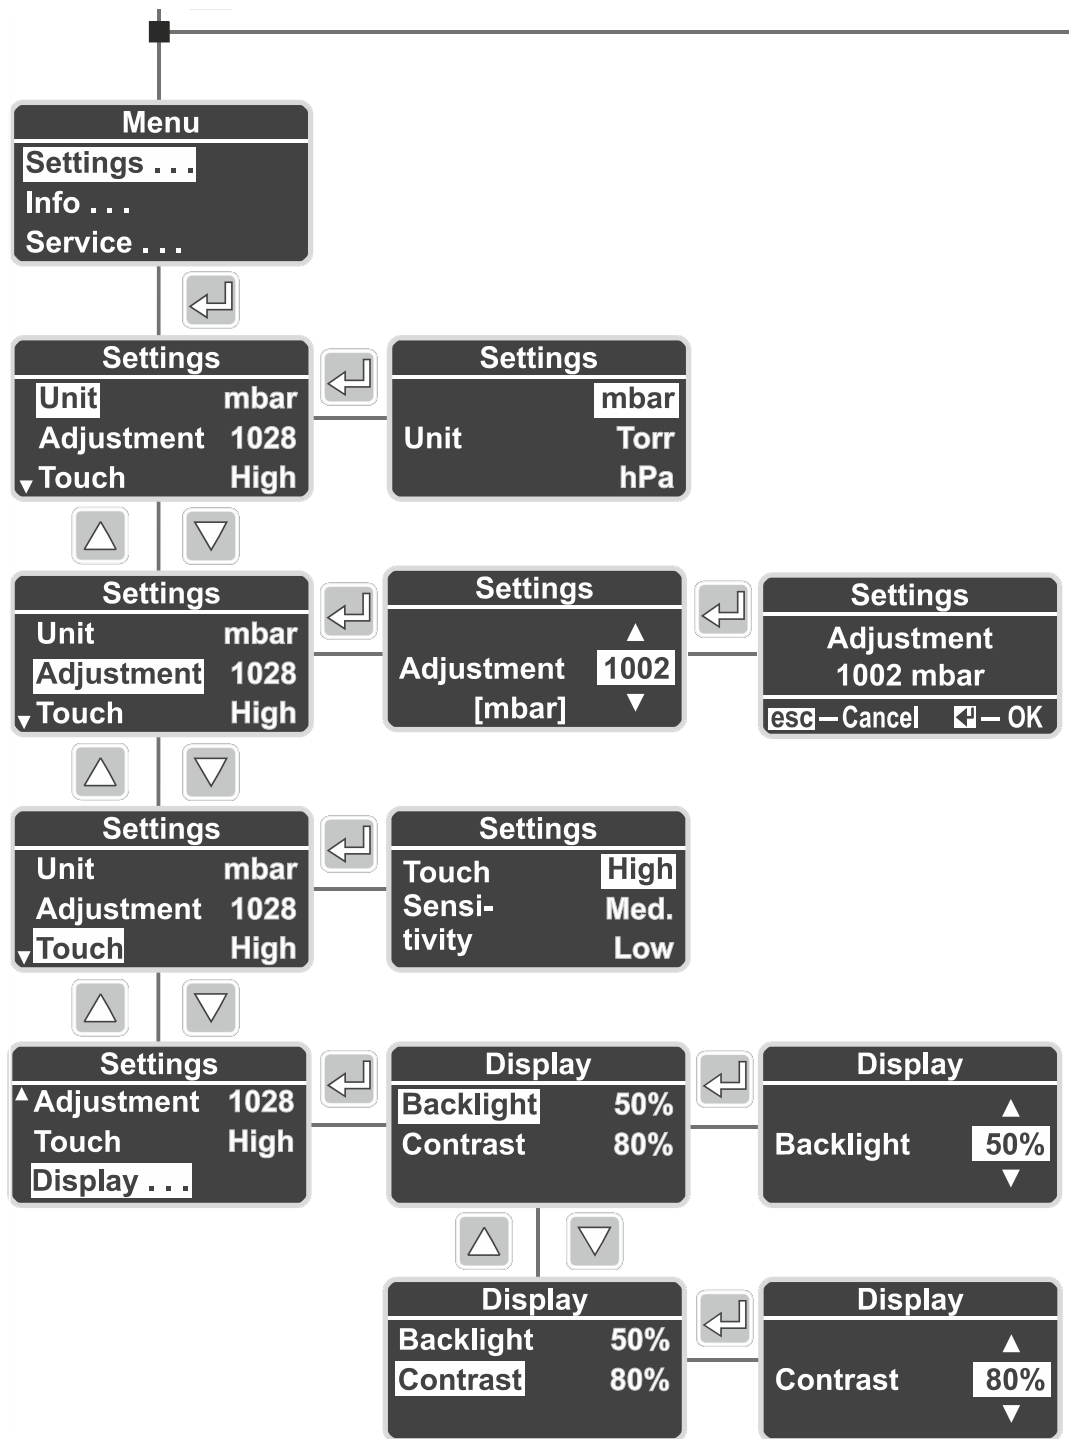 Menu
Settings . . .
Info . . .
Service . . .
Settings
Unit mbar
Adjustment 1028
Touch High
Settings
mbar
Unit Torr
hPa
Settings
Unit mbar
Adjustment 1028
Touch High
Settings
Adjustment 1002
[mbar]
Settings
Adjustment
1002 mbar
esc – Cancel – OK
Settings
Unit mbar
Adjustment 1028
Touch High
Settings
Touch High
Sensi- Med.
tivity Low
Settings
Adjustment 1028
Touch High
Display . . .
Display
Backlight 50%
Contrast 80%
Display
Backlight 50%
Display
Backlight 50%
Contrast 80%
Display
Contrast 80%